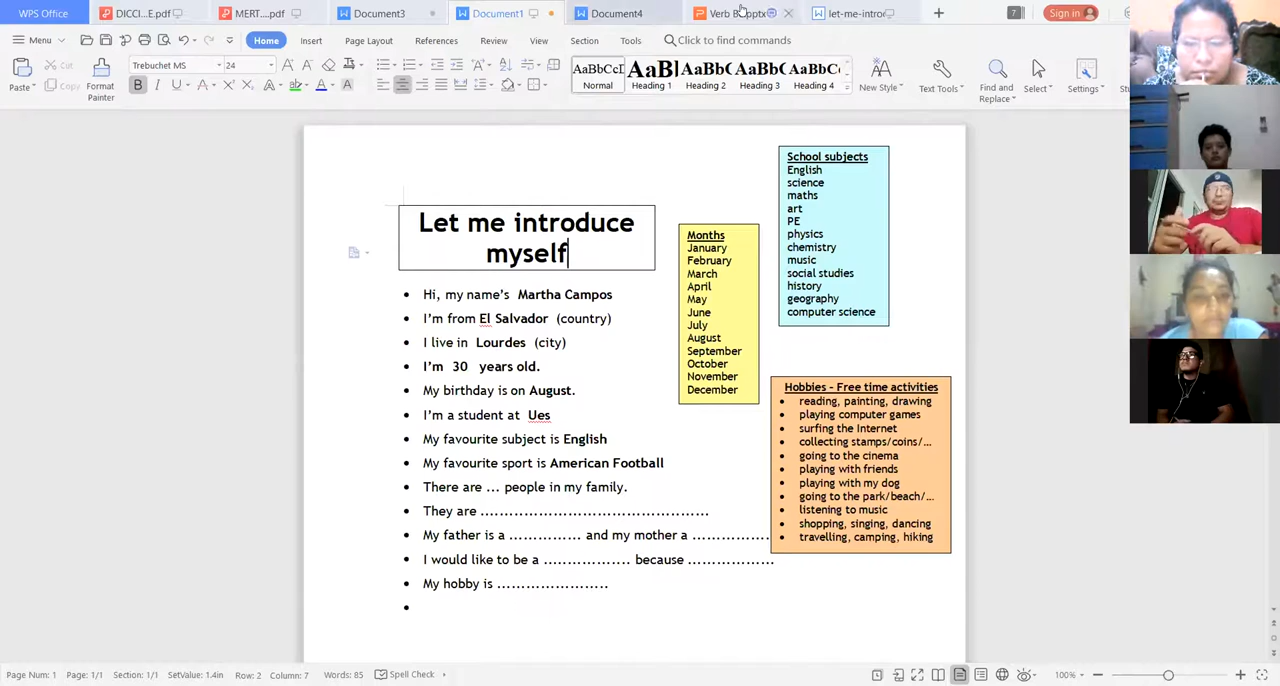 WPS Office
DICCI...E.pdf
MERT....pdf
Document3
Document1
Document4
Verb
pptx
let-me-intro
Sign in
Menu
Home
Insert
Page Layout
References
Review
View
Section
Tools
Click to find commands
Paste
Cut
Copy
Format
Painter
Trebuchet MS
24
AaBbCcI
Normal
AaBl
Heading 1
AaBbC
Heading 2
AaBbC
Heading 3
AaBbC
Heading 4
New Style
Text Tools
Find and
Replace
Select
Settings
Let me introduce
myself
Hi, my name's Martha Campos
I'm from El Salvador (country)
I live in Lourdes (city)
I'm 30 years old.
My birthday is on August.
I'm a student at Ues
My favourite subject is English
My favourite sport is American Football
There are ... people in my family.
They are ...........................................
My father is a ............... and my mother a ................
I would like to be a .................. because ..................
My hobby is ......................
Months
January
February
March
April
May
June
July
August
September
October
November
December
School subjects
English
science
maths
art
PE
physics
chemistry
music
social studies
history
geography
computer science
Hobbies – Free time activities
reading, painting, drawing
playing computer games
surfing the Internet
collecting stamps/coins/...
going to the cinema
playing with friends
playing with my dog
going to the park/beach/...
listening to music
shopping, singing, dancing
travelling, camping, hiking
Page Num: 1 Page: 1/1 Section: 1/1 SetValue: 1.4in Row: 2 Column: 7 Words: 85 Spell Check
100%